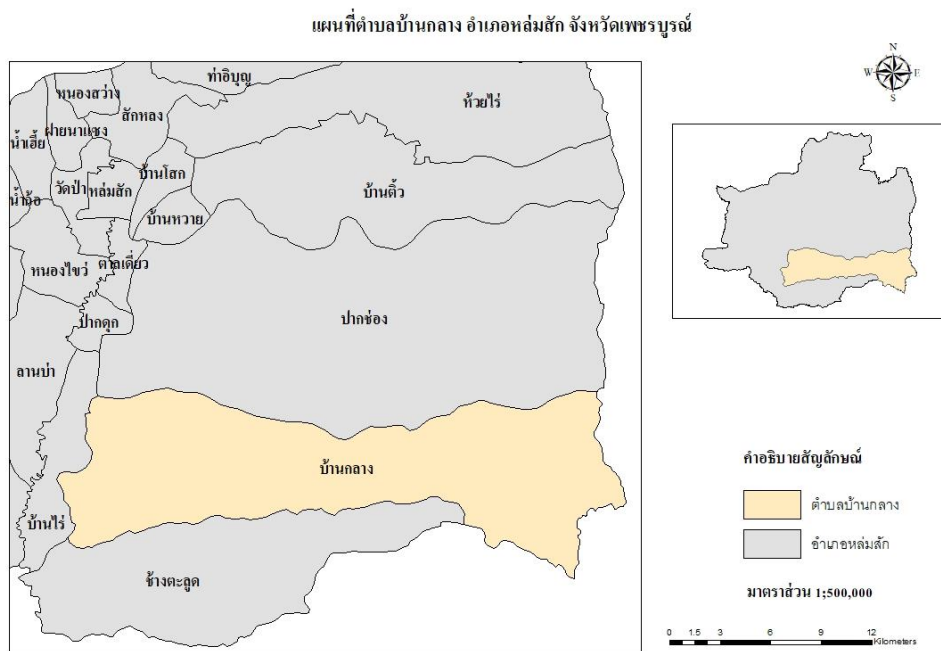 แผนที่ตำบลบ้านกลาง อำเภอหล่มสัก จังหวัดเพชรบูรณ์
N
W E
S
ท่าอิบุญ
หนองสว่าง
ห้วยไร่
สักหลง
ฝายนาแซง
น้ำเฮี้ย
บ้านโสก
วัดป่า
หล่มสัก
บ้านติ้ว
น้ำก้อ
บ้านหวาย
ตาลเดี่ยว
หนองไขว่
ปากช่อง
ปากดุก
ลานบ่า
บ้านกลาง
บ้านไร่
ช้างตะลูด
คำอธิบายสัญลักษณ์
ตำบลบ้านกลาง
อำเภอหล่มสัก
มาตราส่วน 1:500,000
0 1.5 3 6 9 12
Kilometers